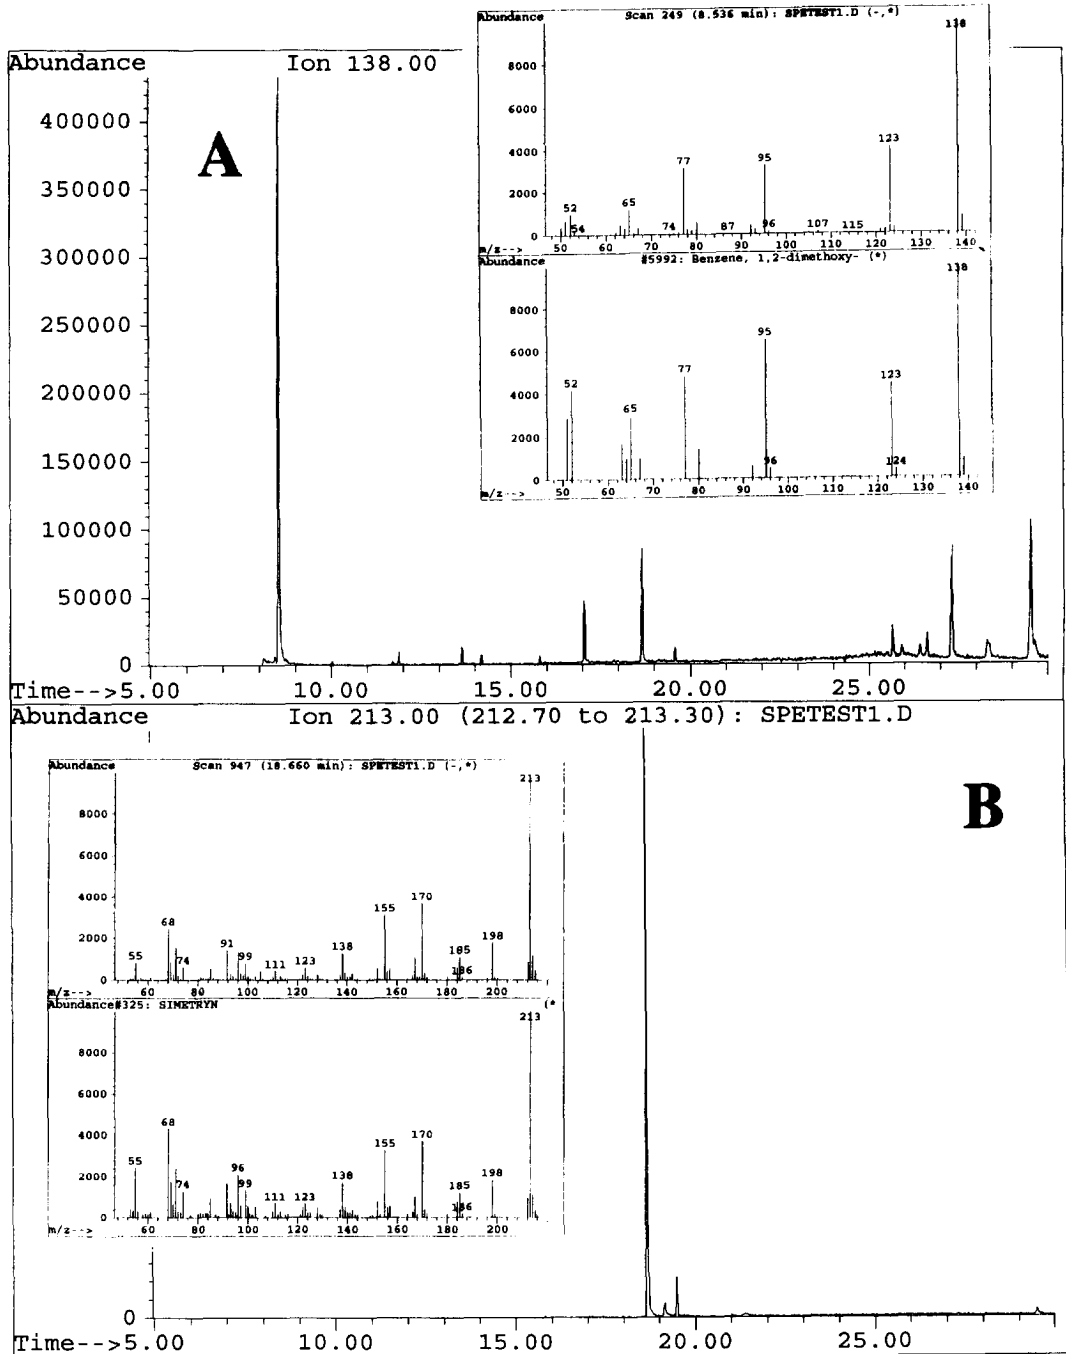 Abundance Ion 138.00
A
400000
350000
300000
250000
200000
150000
100000
50000
0
Time-->5.00 10.00 15.00 20.00 25.00
Abundance Scan 249 (8.536 min): SPETEST1.D (-,*)
138
8000
6000
4000
2000
52 54 65 74 77 87 95 96 107 115 123
m/z--> 50 60 70 80 90 100 110 120 130 140
Abundance #5992: Benzene, 1,2-dimethoxy- (*)
138
8000
6000
4000
2000
0
52 65 77 95 96 123 124
m/z--> 50 60 70 80 90 100 110 120 130 140
Abundance Ion 213.00 (212.70 to 213.30): SPETEST1.D
B
Abundance Scan 947 (18.660 min): SPETEST1.D (-,*)
213
8000
6000
4000
2000
0
55 68 74 91 99 111 123 138 155 170 185 186 198
m/z--> 60 80 100 120 140 160 180 200
Abundance#325: SIMETRYN (*
213
8000
6000
4000
2000
0
55 68 74 96 99 111 123 138 155 170 185 186 198
m/z--> 60 80 100 120 140 160 180 200
0
Time-->5.00 10.00 15.00 20.00 25.00